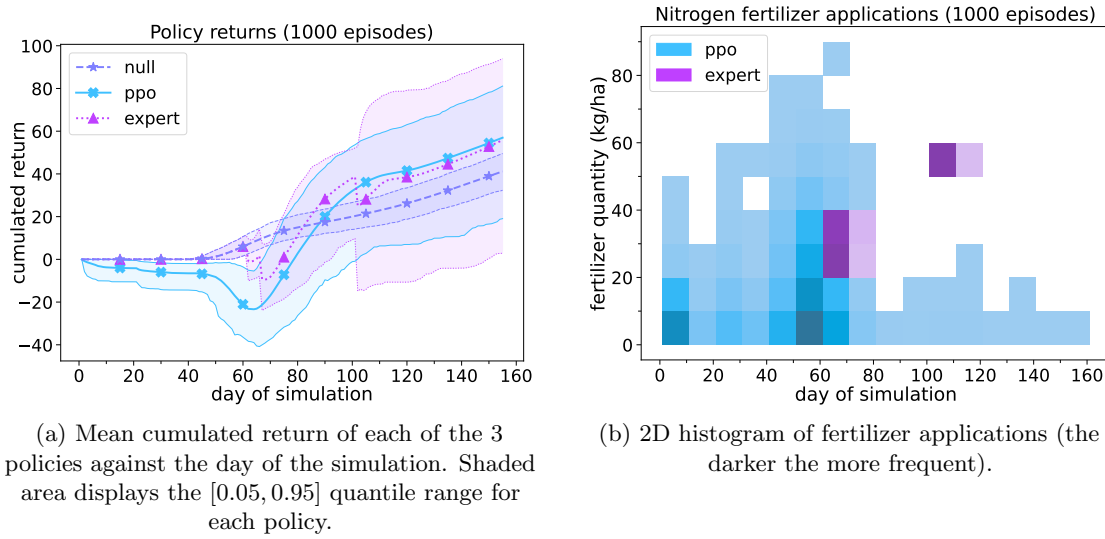 Policy returns (1000 episodes)
100
80
60
40
20
0
−20
−40
cumulated return
null
ppo
expert
0 20 40 60 80 100 120 140 160
day of simulation
(a) Mean cumulated return of each of the 3
policies against the day of the simulation. Shaded
area displays the [0.05, 0.95] quantile range for
each policy.
Nitrogen fertilizer applications (1000 episodes)
80
60
40
20
0
fertilizer quantity (kg/ha)
ppo
expert
0 20 40 60 80 100 120 140 160
day of simulation
(b) 2D histogram of fertilizer applications (the
darker the more frequent).